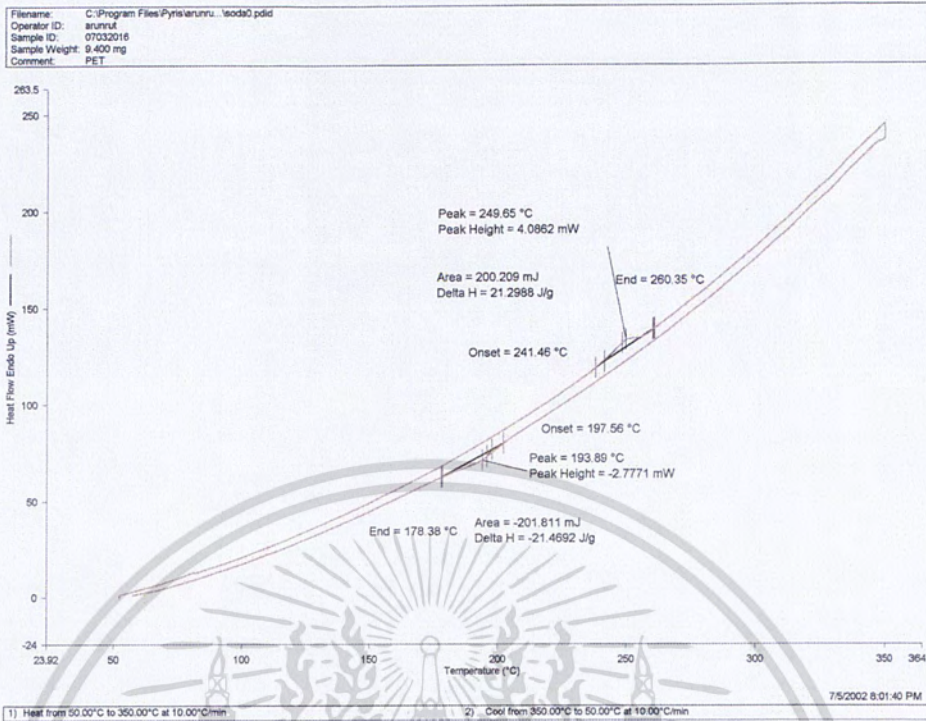 Filename: C:\Program Files\Pyris\arunru...\soda0.pdid
Operator ID: arunrut
Sample ID: 07032016
Sample Weight: 9.400 mg
Comment: PET
263.5
250
200
150
100
50
0
-24
Heat Flow Endo Up (mW)
Peak = 249.65 °C
Peak Height = 4.0862 mW
Area = 200.209 mJ
Delta H = 21.2988 J/g
End = 260.35 °C
Onset = 241.46 °C
Onset = 197.56 °C
Peak = 193.89 °C
Peak Height = -2.7771 mW
End = 178.38 °C
Area = -201.811 mJ
Delta H = -21.4692 J/g
23.92 50 100 150 200 250 300 350 364
Temperature (°C)
7/5/2002 8:01:40 PM
1) Heat from 50.00°C to 350.00°C at 10.00°C/min 2) Cool from 350.00°C to 50.00°C at 10.00°C/min